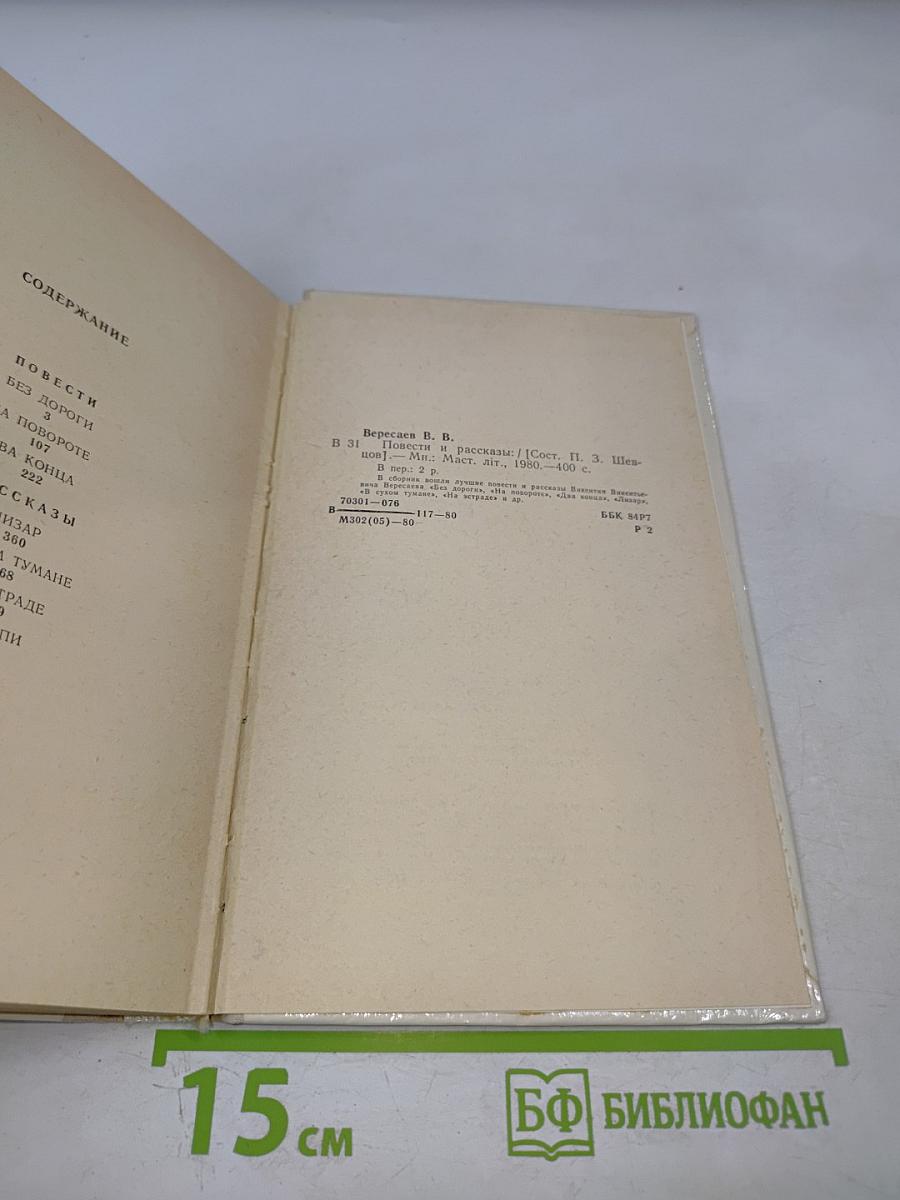 СОДЕРЖАНИЕ
ПОВЕСТИ
БЕЗ ДОРОГИ
3
А ПОВОРОТЕ
107
ВА КОНЦА
222
ССКАЗЫ
ЛИЗАР
360
М ТУМАНЕ
68
ТРАДЕ
9
ПИ
Вересаев В. В.
В 31 Повести и рассказы: / [Сост. П. З. Шев-
цов].— Мн.: Маст. літ., 1980.—400 с.
В пер.: 2 р.
В сборник вошли лучшие повести и рассказы Викентия Викентье-
вича Вересаева «Без дороги», «На повороте», «Два конца», «Лизар»,
«В сухом тумане», «На эстраде» и др.
70301—076
В————117—80 ББК 84Р7
М302(05)—80 Р 2
15 см
БФ БИБЛИОФАН